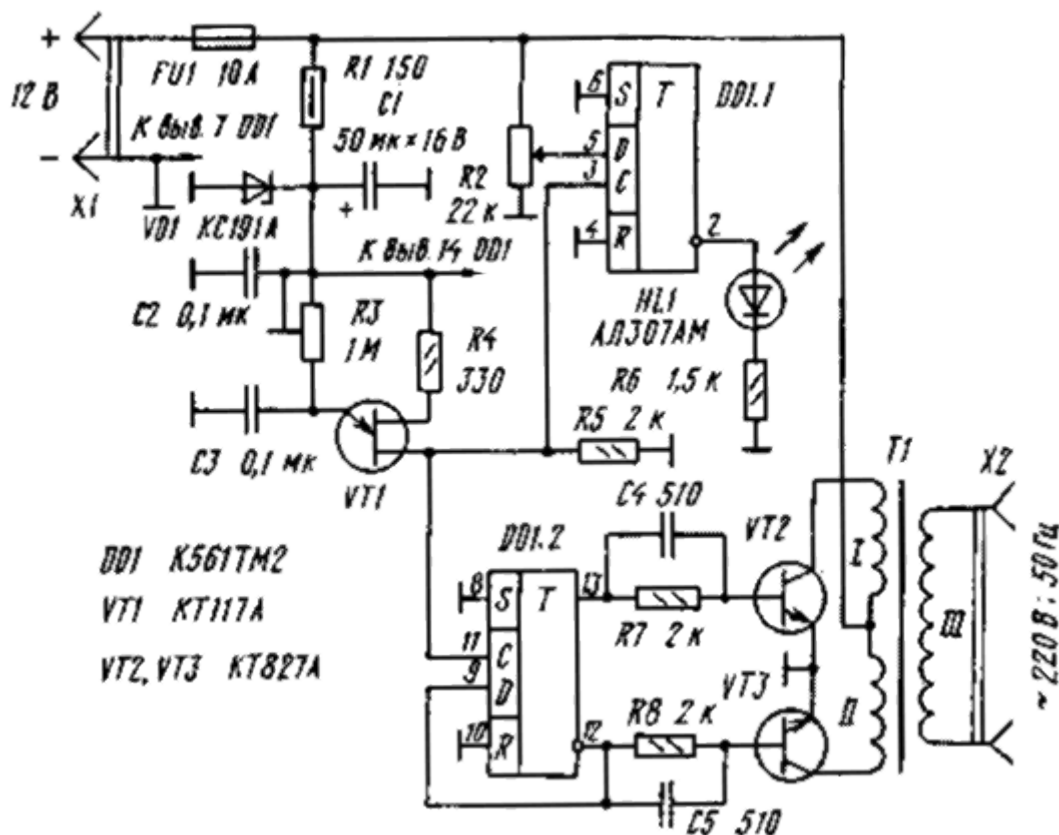 +
12 В
-
X1
FU1 10А
К выв. 7 DD1
R1 150
C1
50 мк × 16 В
+
VD1 КС191А
R2
22 к
К выв. 14 DD1
C2 0,1 мк
R3
1 М
R4
330
C3 0,1 мк
VT1
6 S T
5 D
3 C
4 R
2
DD1.1
HL1
АЛ307АМ
R6 1,5 к
R5 2 к
C4 510
DD1.2
8 S T 13
11 C
9 D
10 R 12
R7 2 к
R8 2 к
C5 510
VT2
VT3
T1
I
II
III
X2
~ 220 В; 50 Гц
DD1 К561ТМ2
VT1 КТ117А
VT2, VT3 КТ827А